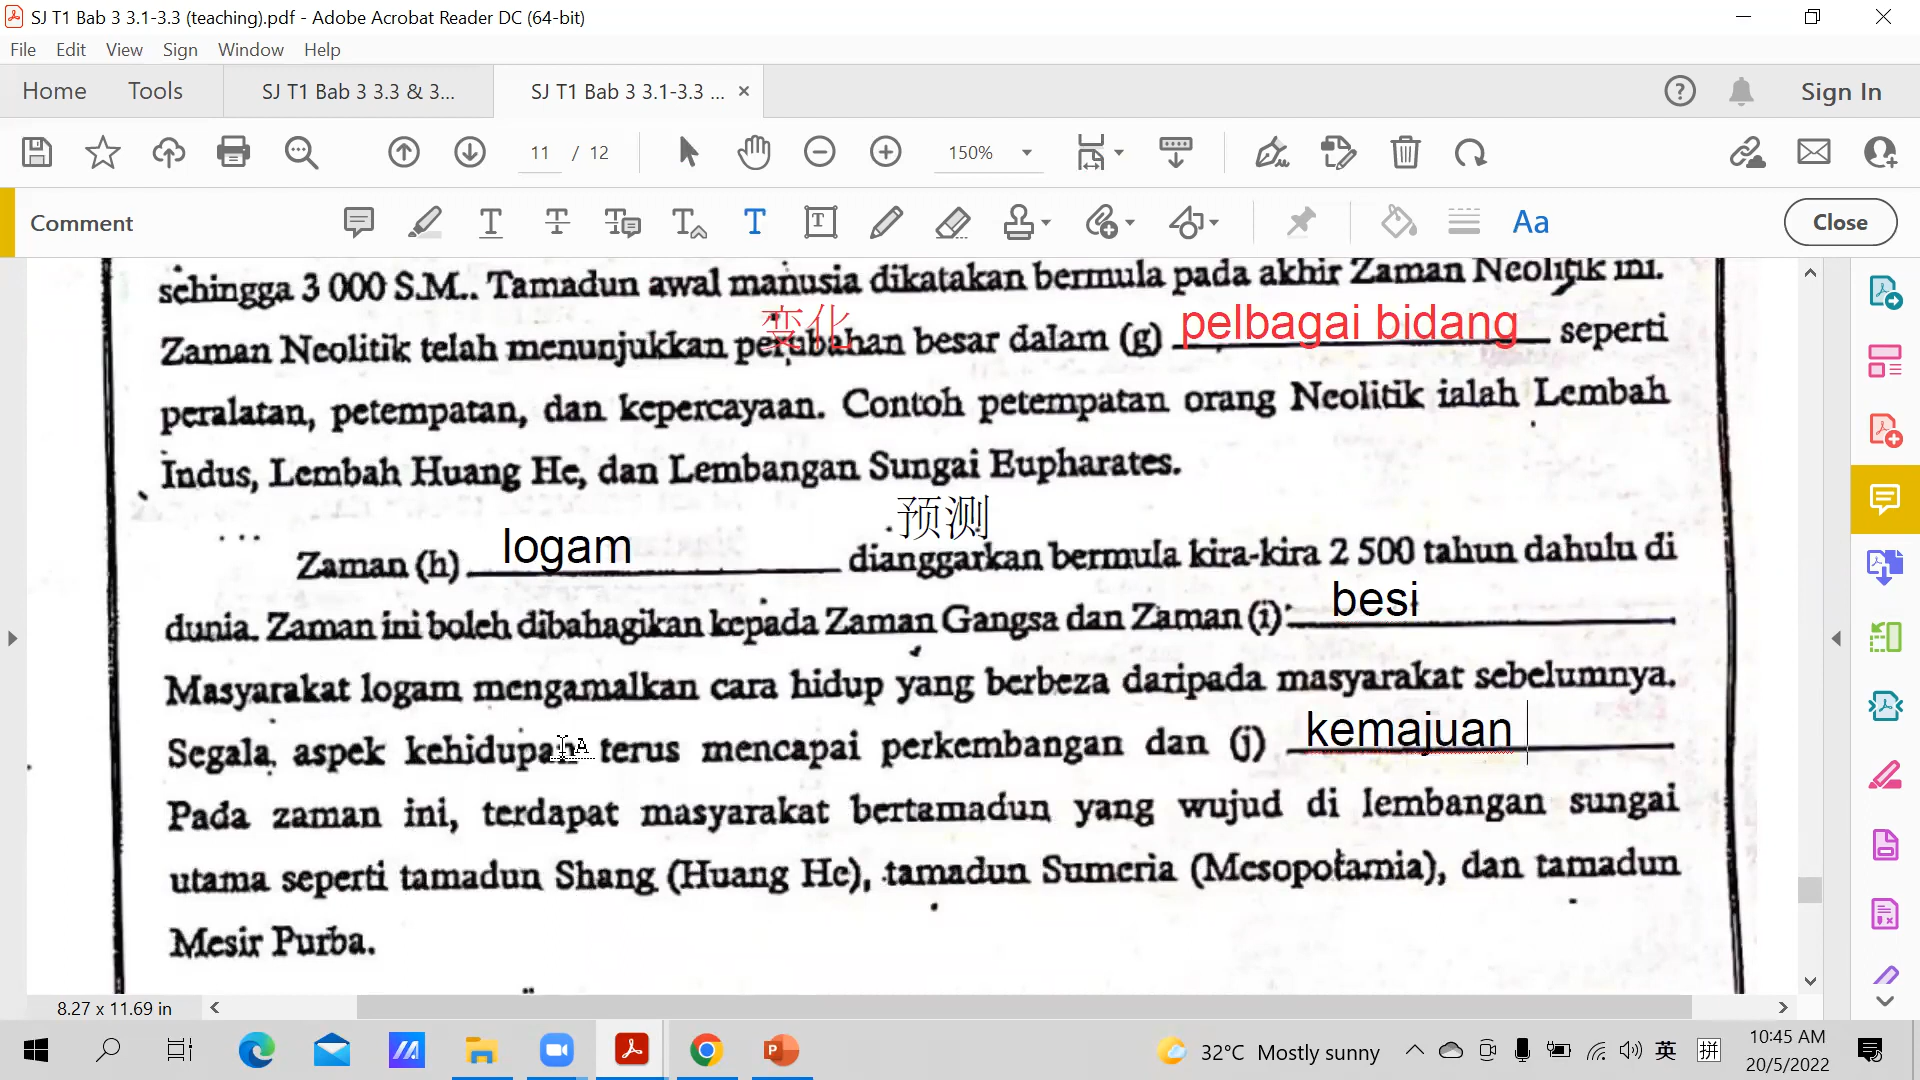 SJ T1 Bab 3 3.1-3.3 (teaching).pdf - Adobe Acrobat Reader DC (64-bit)
File Edit View Sign Window Help
Home Tools SJ T1 Bab 3 3.3 & 3... SJ T1 Bab 3 3.1-3.3 ... × Sign In
11 / 12 150%
Comment Close
sehingga 3 000 S.M.. Tamadun awal manusia dikatakan bermula pada akhir Zaman Neolitik ini.
变化 pelbagai bidang
Zaman Neolitik telah menunjukkan perubahan besar dalam (g) seperti
peralatan, petempatan, dan kepercayaan. Contoh petempatan orang Neolitik ialah Lembah
Indus, Lembah Huang He, dan Lembangan Sungai Eupharates.
预测
Zaman (h) logam dianggarkan bermula kira-kira 2 500 tahun dahulu di
dunia. Zaman ini boleh dibahagikan kepada Zaman Gangsa dan Zaman (i) besi
Masyarakat logam mengamalkan cara hidup yang berbeza daripada masyarakat sebelumnya.
Segala aspek kehidupan terus mencapai perkembangan dan (j) kemajuan
Pada zaman ini, terdapat masyarakat bertamadun yang wujud di lembangan sungai
utama seperti tamadun Shang (Huang He), tamadun Sumeria (Mesopotamia), dan tamadun
Mesir Purba.
8.27 x 11.69 in
32°C Mostly sunny 英 拼 10:45 AM
20/5/2022